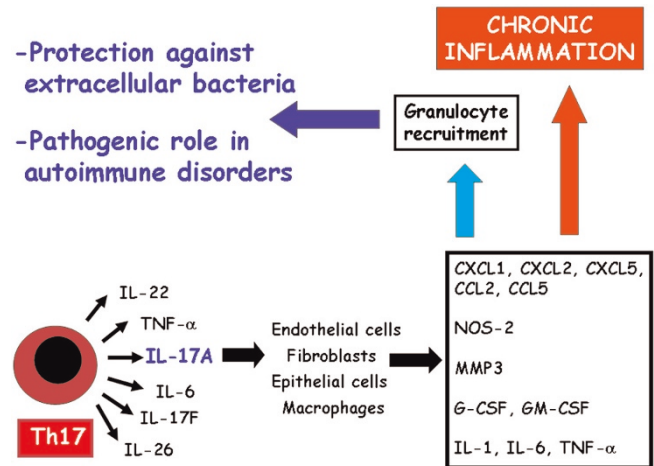 -Protection against
extracellular bacteria
-Pathogenic role in
autoimmune disorders
CHRONIC
INFLAMMATION
Granulocyte
recruitment
IL-22
TNF-α
IL-17A
IL-6
IL-17F
IL-26
Th17
Endothelial cells
Fibroblasts
Epithelial cells
Macrophages
CXCL1, CXCL2, CXCL5,
CCL2, CCL5
NOS-2
MMP3
G-CSF, GM-CSF
IL-1, IL-6, TNF-α